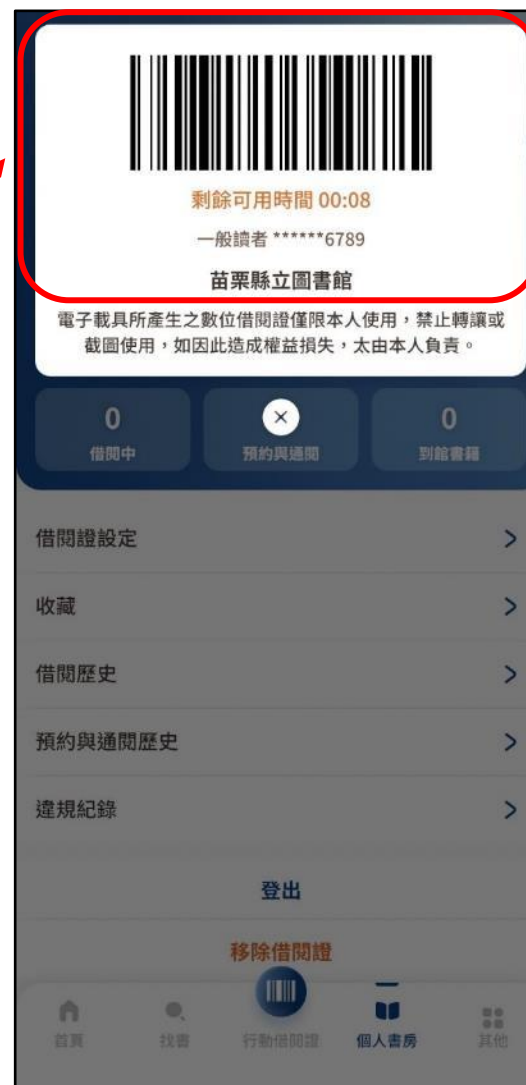 剩餘可用時間 00:08
一般讀者 ******6789
苗栗縣立圖書館
電子載具所產生之數位借閱證僅限本人使用，禁止轉讓或
截圖使用，如因此造成權益損失，太由本人負責。
0 0
借閱中 預約與通閱 到館書籍
借閱證設定
收藏
借閱歷史
預約與通閱歷史
違規紀錄
登出
移除借閱證
首頁 找書 行動借閱證 個人書房 其他